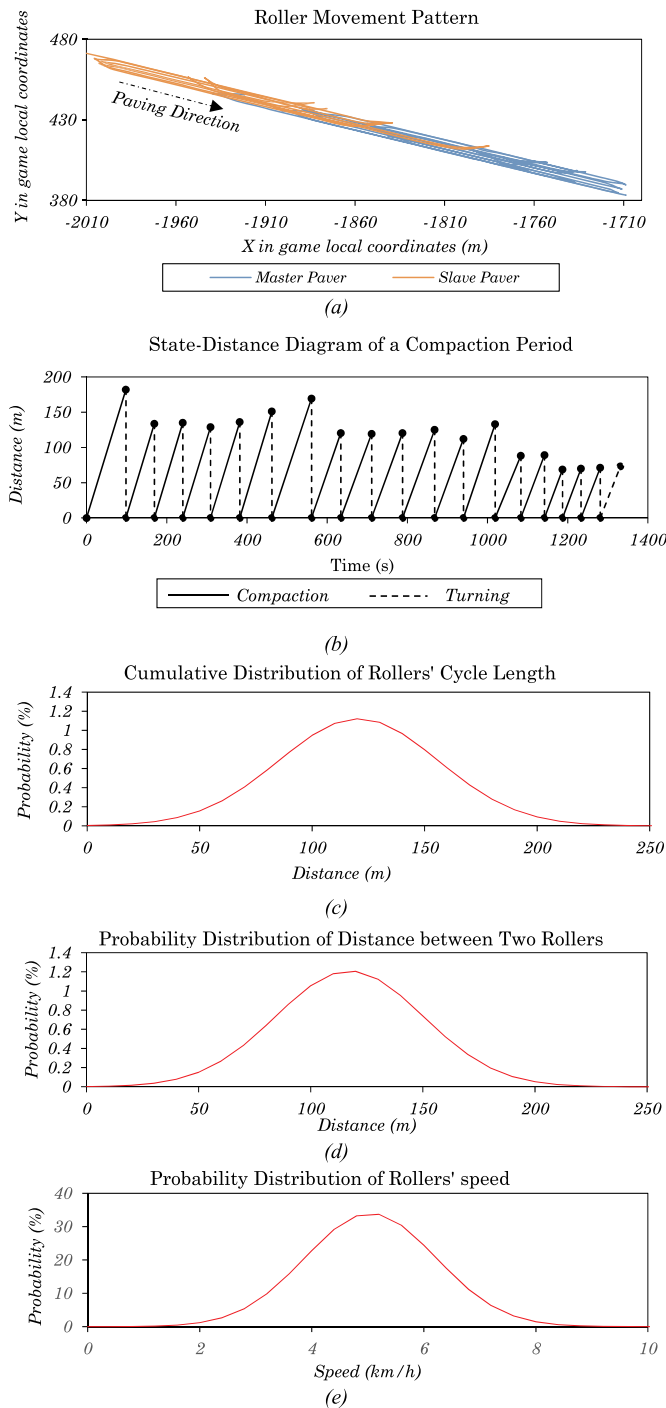 Roller Movement Pattern
Y in game local coordinates
480
430
380
Paving Direction
-2010 -1960 -1910 -1860 -1810 -1760 -1710
X in game local coordinates (m)
Master Paver Slave Paver
(a)
State-Distance Diagram of a Compaction Period
Distance (m)
200
150
100
50
0
0 200 400 600 800 1000 1200 1400
Time (s)
Compaction Turning
(b)
Cumulative Distribution of Rollers' Cycle Length
Probability (%)
1.4
1.2
1
0.8
0.6
0.4
0.2
0
0 50 100 150 200 250
Distance (m)
(c)
Probability Distribution of Distance between Two Rollers
Probability (%)
1.4
1.2
1
0.8
0.6
0.4
0.2
0
0 50 100 150 200 250
Distance (m)
(d)
Probability Distribution of Rollers' speed
Probability (%)
40
30
20
10
0
0 2 4 6 8 10
Speed (km/h)
(e)